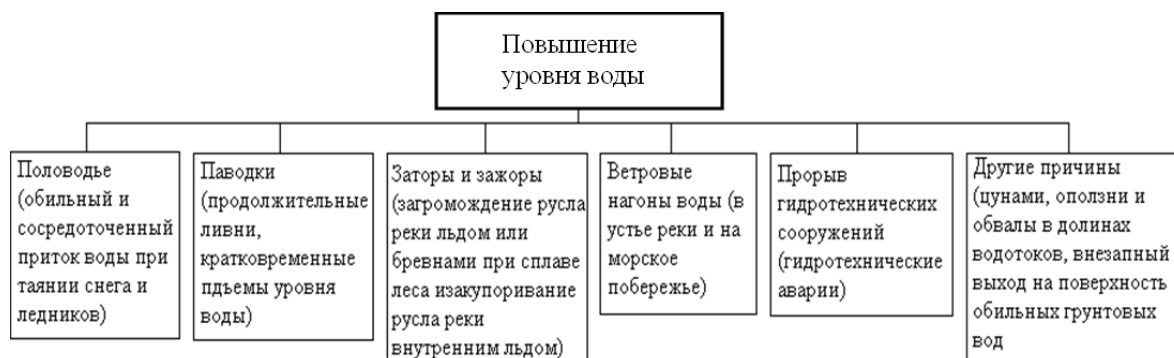 Повышение
уровня воды
Половодье
(обильный и
сосредоточенный
приток воды при
таянии снега и
ледников)
Паводки
(продолжительные
ливни,
кратковременные
пдъемы уровня
воды)
Заторы и зажоры
(загромождение русла
реки льдом или
бревнами при сплаве
леса изакупоривание
русла реки
внутренним льдом)
Ветровые
нагоны воды (в
устье реки и на
морское
побережье)
Прорыв
гидротехнических
сооружений
(гидротехнические
аварии)
Другие причины
(цунами, оползни и
обвалы в долинах
водотоков, внезапный
выход на поверхность
обильных грунтовых
вод